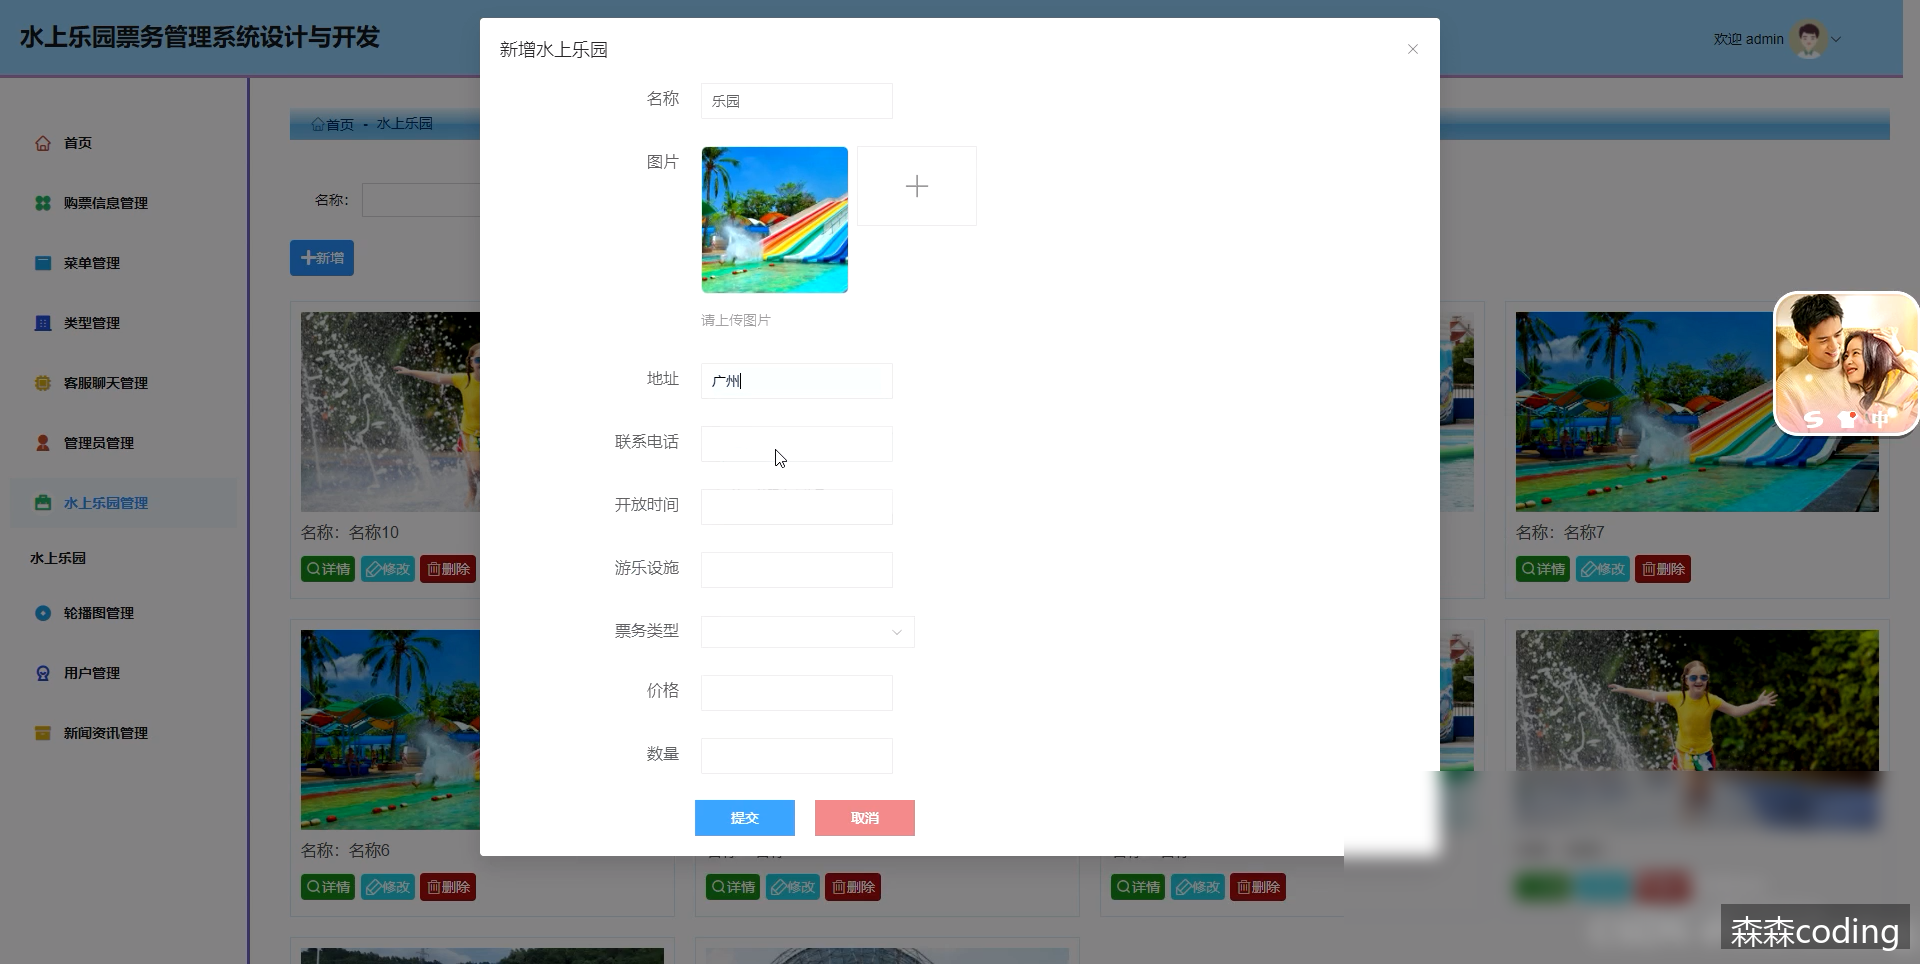 水上乐园票务管理系统设计与开发
欢迎 admin
首页
购票信息管理
菜单管理
类型管理
客服聊天管理
管理员管理
水上乐园管理
水上乐园
轮播图管理
用户管理
新闻资讯管理
首页 - 水上乐园
名称：
新增
新增水上乐园
名称 乐园
图片
请上传图片
地址 广州
联系电话
开放时间
游乐设施
票务类型
价格
数量
提交 取消
名称：名称10
详情 修改 删除
名称：名称7
详情 修改 删除
名称：名称6
详情 修改 删除
详情 修改 删除
详情 修改 删除
S 中
森森coding